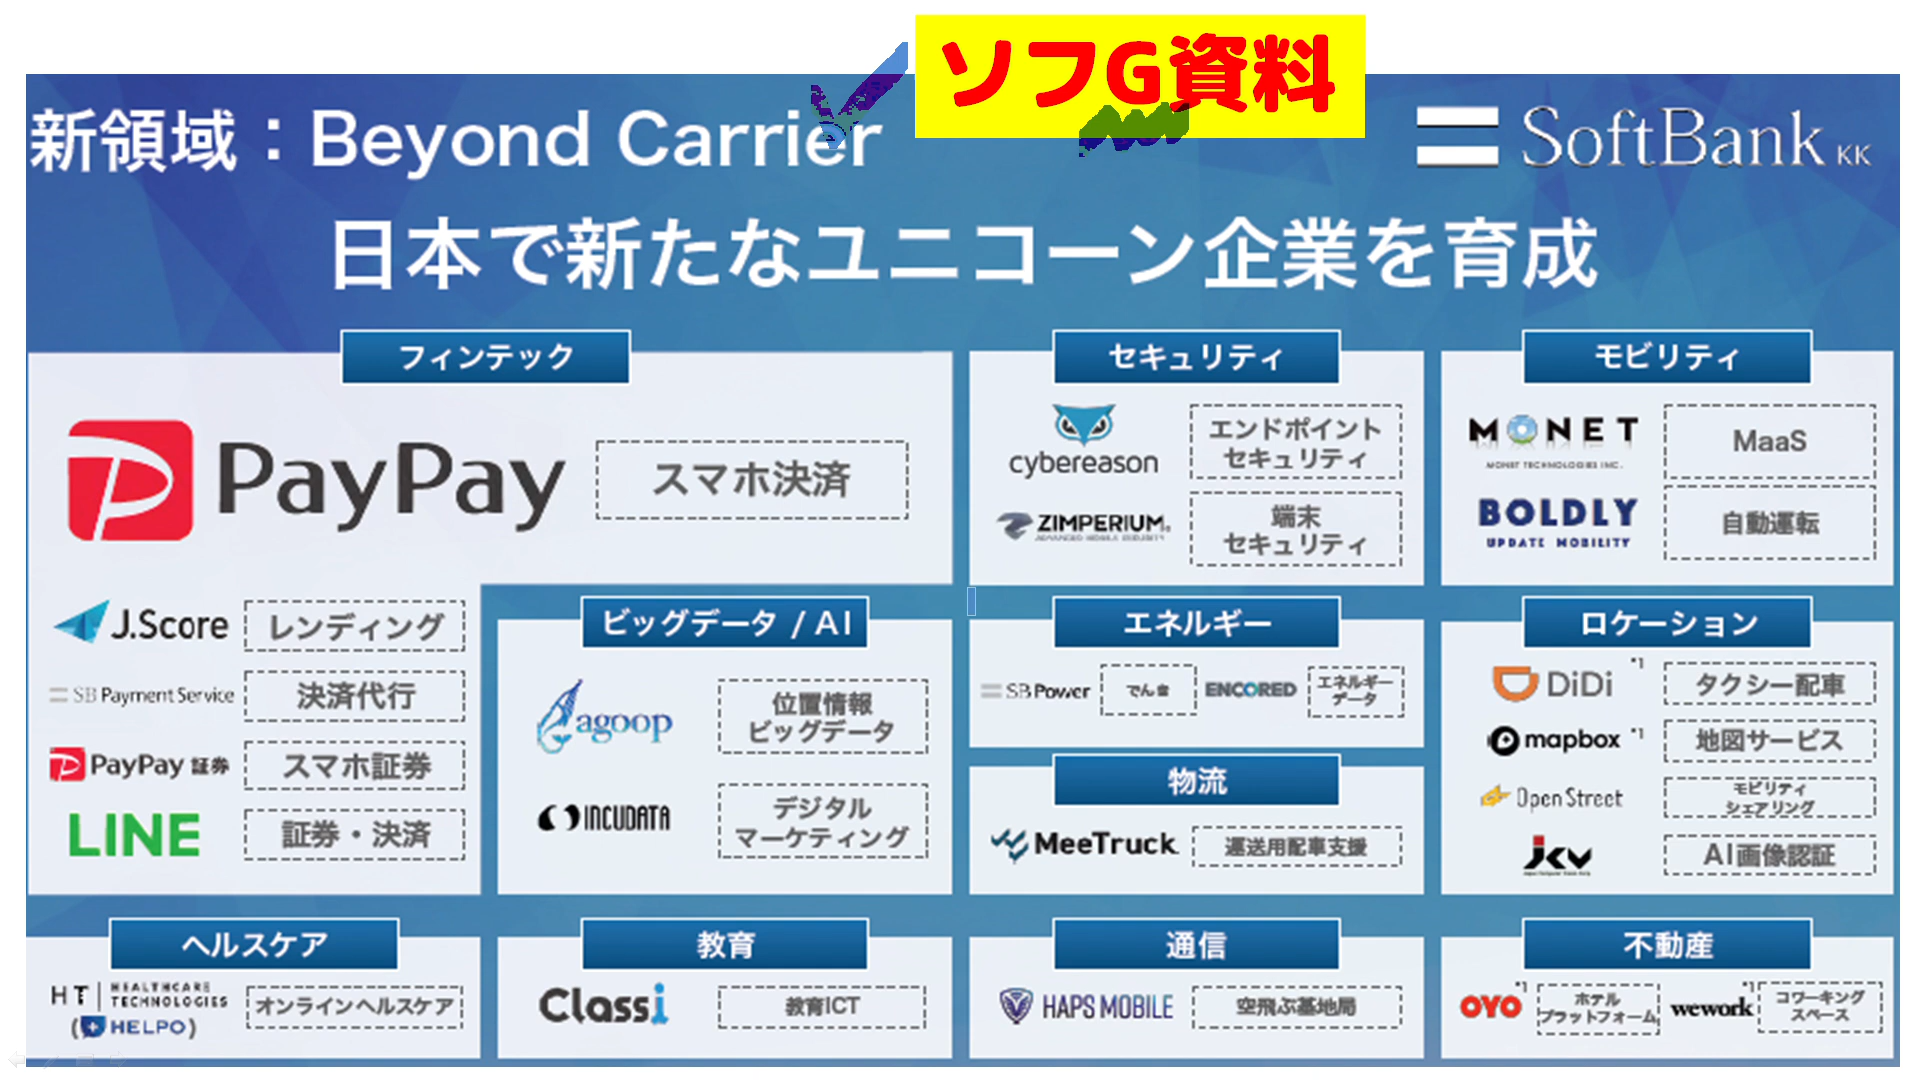 ソフG資料
新領域：Beyond Carrier
SoftBank KK
日本で新たなユニコーン企業を育成
フィンテック
PayPay
スマホ決済
J.Score
レンディング
SB Payment Service
決済代行
PayPay 証券
スマホ証券
LINE
証券・決済
ビッグデータ / AI
agoop
位置情報
ビッグデータ
INCUDATA
デジタル
マーケティング
セキュリティ
cybereason
エンドポイント
セキュリティ
ZIMPERIUM.
ADVANCED MOBILE SECURITY
端末
セキュリティ
モビリティ
MONET
MONET TECHNOLOGIES INC.
MaaS
BOLDLY
UPDATE MOBILITY
自動運転
エネルギー
SB Power
でんき
ENCORED
エネルギー
データ
物流
MeeTruck
運送用配車支援
ロケーション
DiDi *1
タクシー配車
mapbox *1
地図サービス
OpenStreet
モビリティ
シェアリング
jcv
AI画像認証
ヘルスケア
HT HEALTHCARE
TECHNOLOGIES
(HELPO)
オンラインヘルスケア
教育
Classi
教育ICT
通信
HAPS MOBILE
空飛ぶ基地局
不動産
OYO *1
ホテル
プラットフォーム
wework *1
コワーキング
スペース